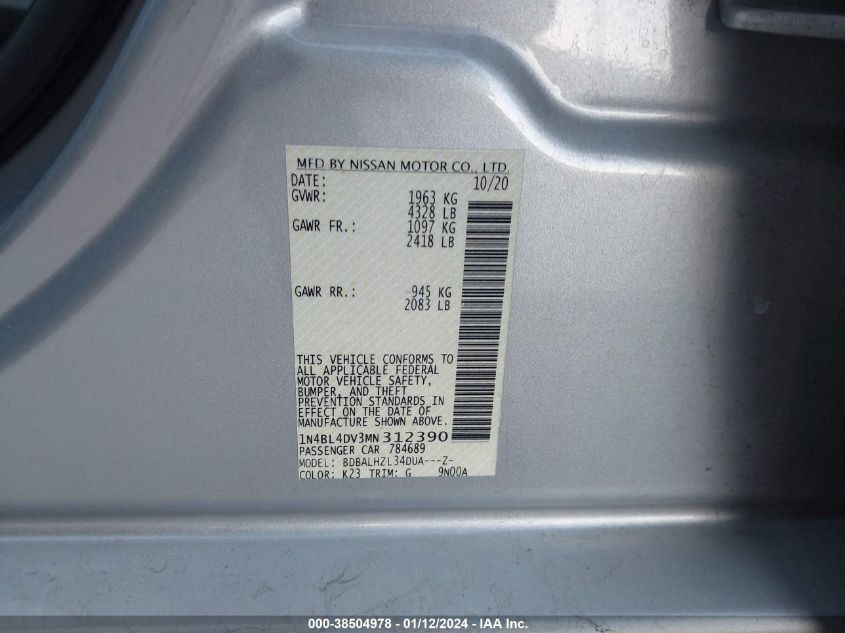 MFD BY NISSAN MOTOR CO., LTD.
DATE: 10/20
GVWR: 1963 KG
4328 LB
GAWR FR.: 1097 KG
2418 LB
GAWR RR.: 945 KG
2083 LB
THIS VEHICLE CONFORMS TO
ALL APPLICABLE FEDERAL
MOTOR VEHICLE SAFETY,
BUMPER, AND THEFT
PREVENTION STANDARDS IN
EFFECT ON THE DATE OF
MANUFACTURE SHOWN ABOVE.
1N4BL4DV3MN312390
PASSENGER CAR 784689
MODEL: BDBALHZL34DUA---Z-
COLOR: K23 TRIM: G 9N00A
000-38504978 - 01/12/2024 - IAA Inc.